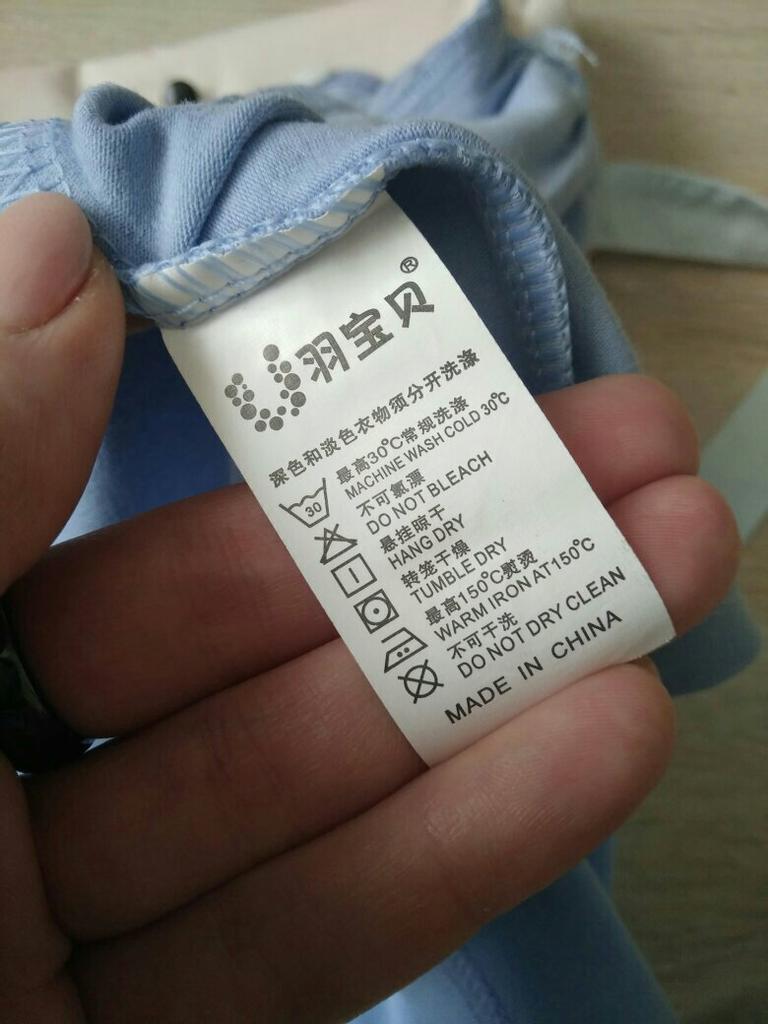 羽宝贝®
深色和淡色衣物须分开洗涤
最高30℃常规洗涤
MACHINE WASH COLD 30℃
30
不可氯漂
DO NOT BLEACH
悬挂晾干
HANG DRY
转笼干燥
TUMBLE DRY
最高150℃熨烫
WARM IRON AT150℃
不可干洗
DO NOT DRY CLEAN
MADE IN CHINA